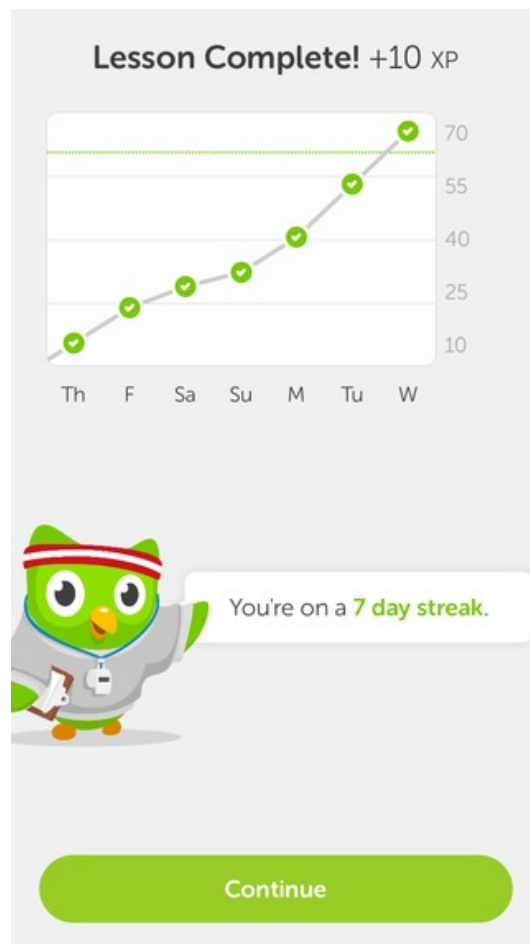 Lesson Complete! +10 XP
70
55
40
25
10
Th F Sa Su M Tu W
You're on a 7 day streak.
Continue